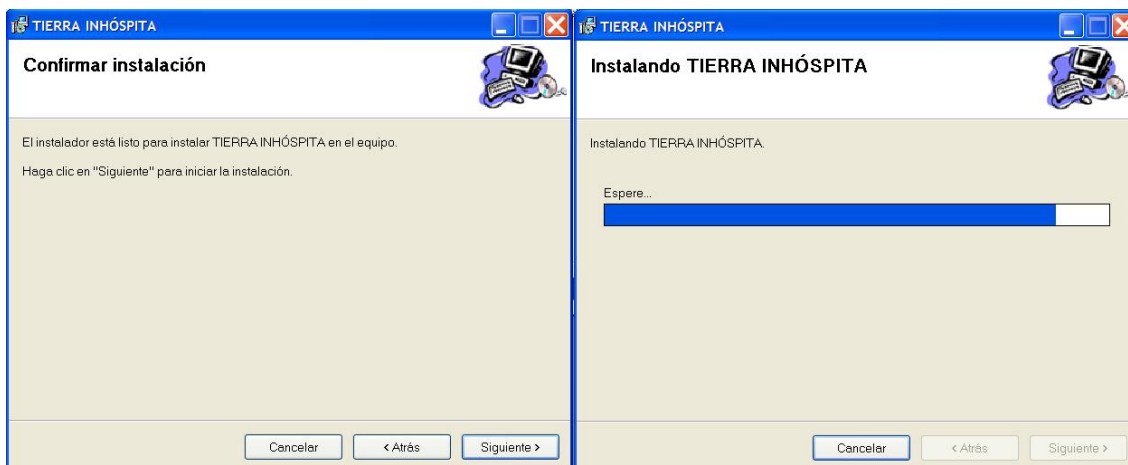 TIERRA INHÓSPITA
Confirmar instalación
El instalador está listo para instalar TIERRA INHÓSPITA en el equipo.
Haga clic en "Siguiente" para iniciar la instalación.
Cancelar
< Atrás
Siguiente >
TIERRA INHÓSPITA
Instalando TIERRA INHÓSPITA
Instalando TIERRA INHÓSPITA.
Espere...
Cancelar
< Atrás
Siguiente >